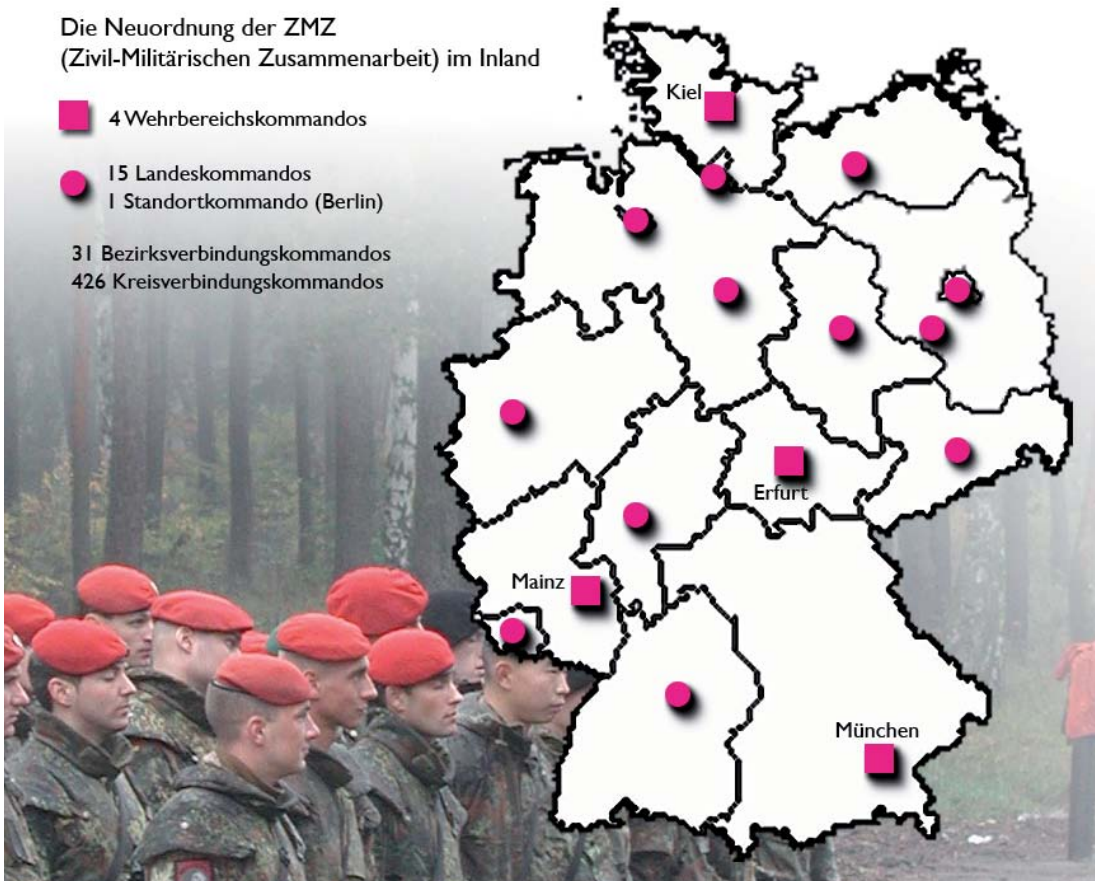 Die Neuordnung der ZMZ
(Zivil-Militärischen Zusammenarbeit) im Inland
4 Wehrbereichskommandos
15 Landeskommandos
1 Standortkommando (Berlin)
31 Bezirksverbindungskommandos
426 Kreisverbindungskommandos
Kiel
Erfurt
Mainz
München